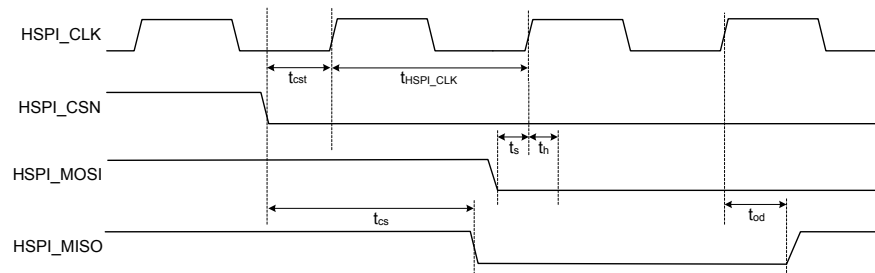 HSPI_CLK
tcst
tHSPI_CLK
HSPI_CSN
ts
th
HSPI_MOSI
tcs
tod
HSPI_MISO